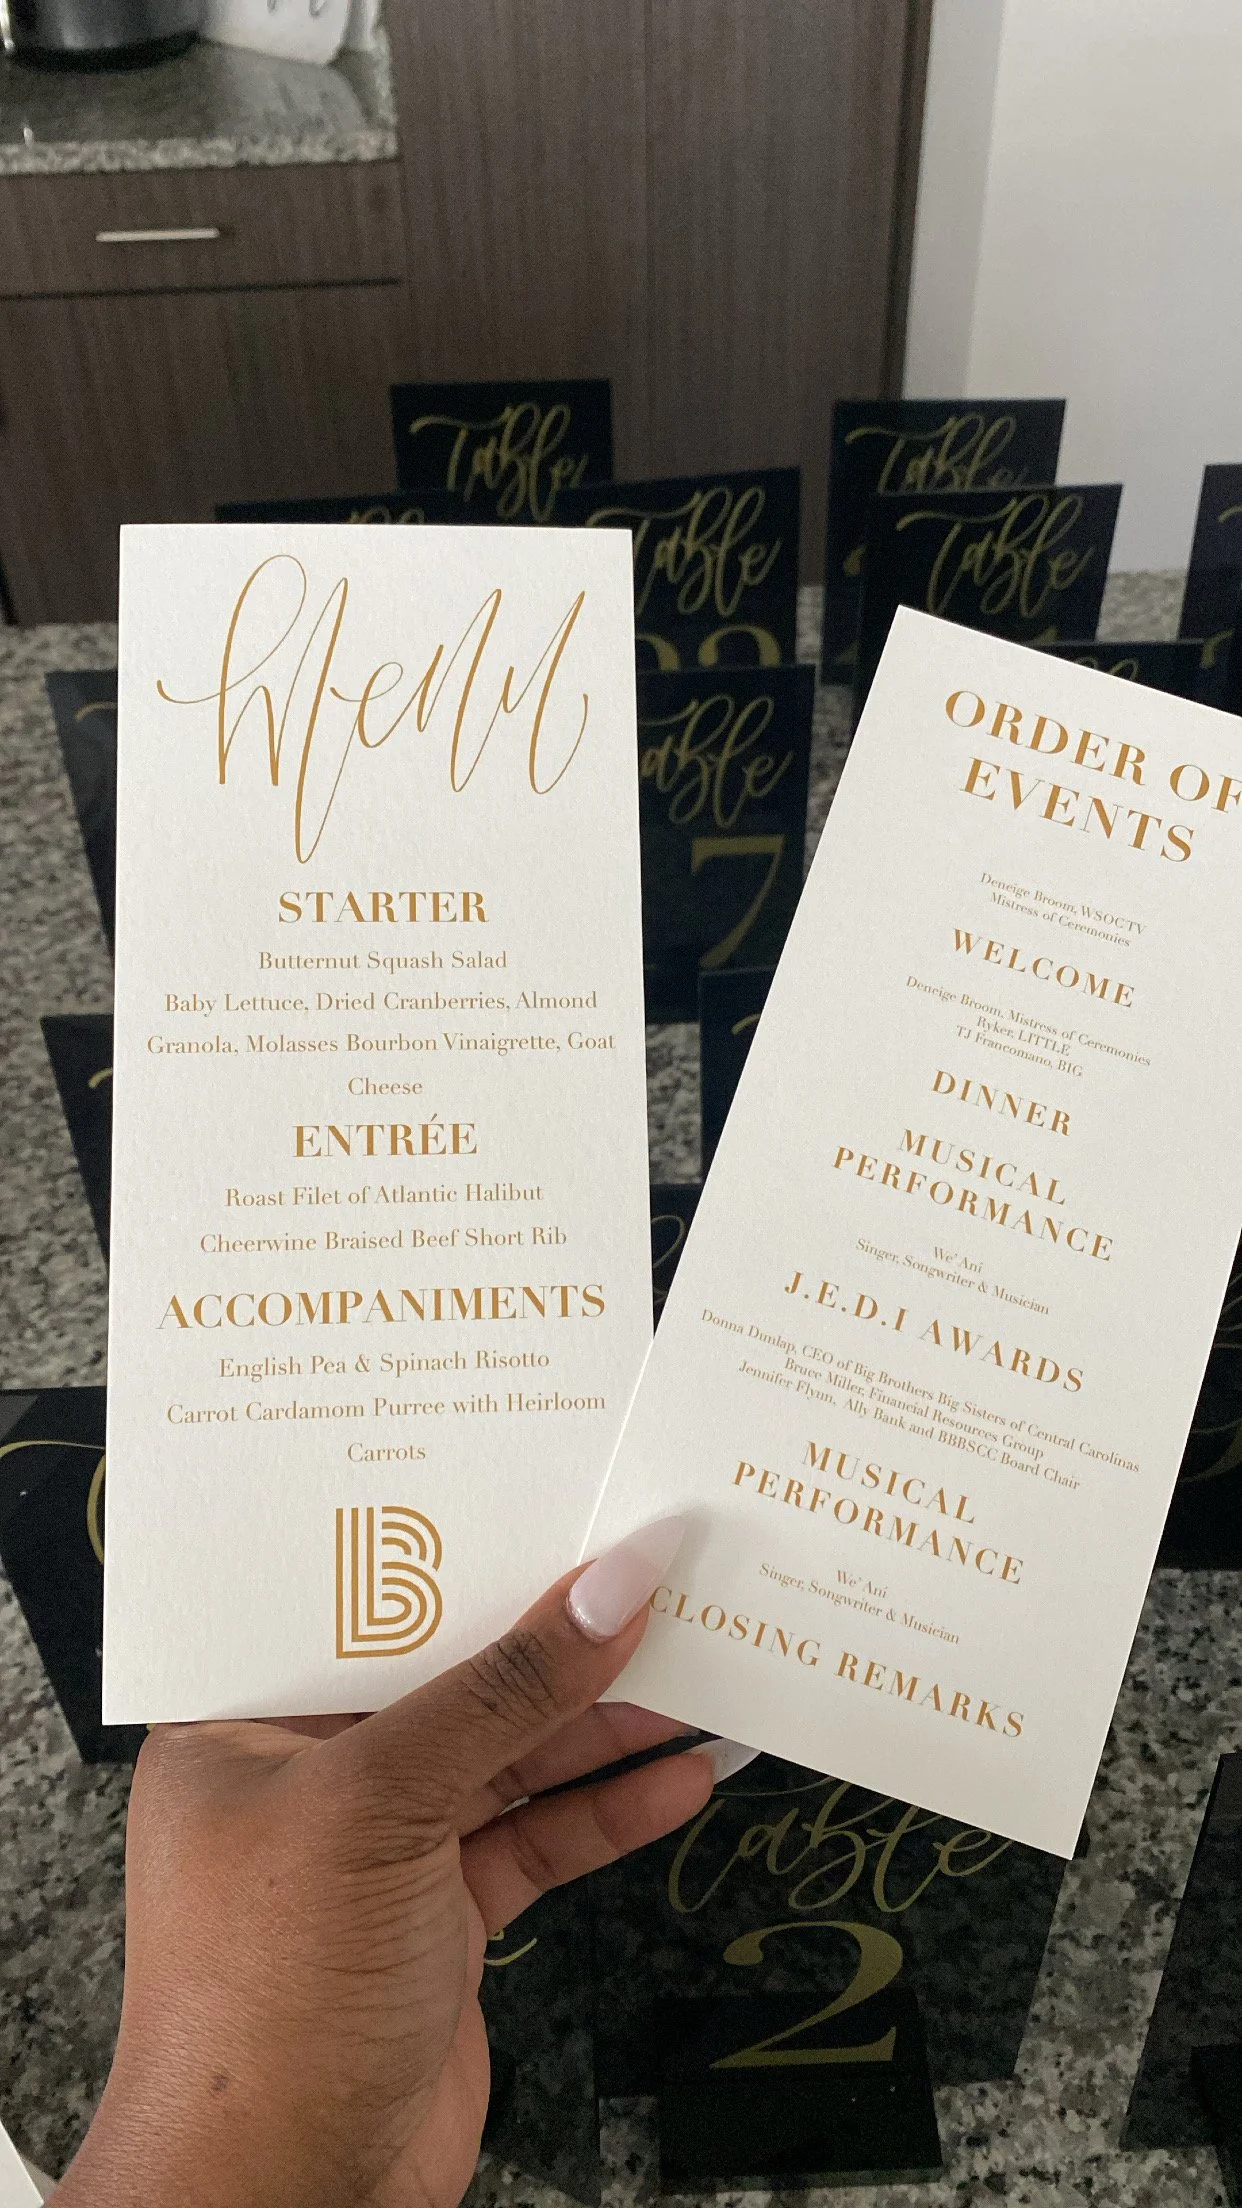 Menu
STARTER
Butternut Squash Salad
Baby Lettuce, Dried Cranberries, Almond
Granola, Molasses Bourbon Vinaigrette, Goat
Cheese
ENTRÉE
Roast Filet of Atlantic Halibut
Cheerwine Braised Beef Short Rib
ACCOMPANIMENTS
English Pea & Spinach Risotto
Carrot Cardamom Purree with Heirloom
Carrots
B
ORDER OF
EVENTS
Deneige Broom, WSOCTV
Mistress of Ceremonies
WELCOME
Deneige Broom, Mistress of Ceremonies
Ryker, LITTLE
TJ Francomano, BIG
DINNER
MUSICAL
PERFORMANCE
We' Ani
Singer, Songwriter & Musician
J.E.D.I AWARDS
Donna Dunlap, CEO of Big Brothers Big Sisters of Central Carolinas
Bruce Miller, Financial Resources Group
Jennifer Flynn, Ally Bank and BBBSCC Board Chair
MUSICAL
PERFORMANCE
We' Ani
Singer, Songwriter & Musician
CLOSING REMARKS
Table
Table
Table
Table
Table
7
Table
2